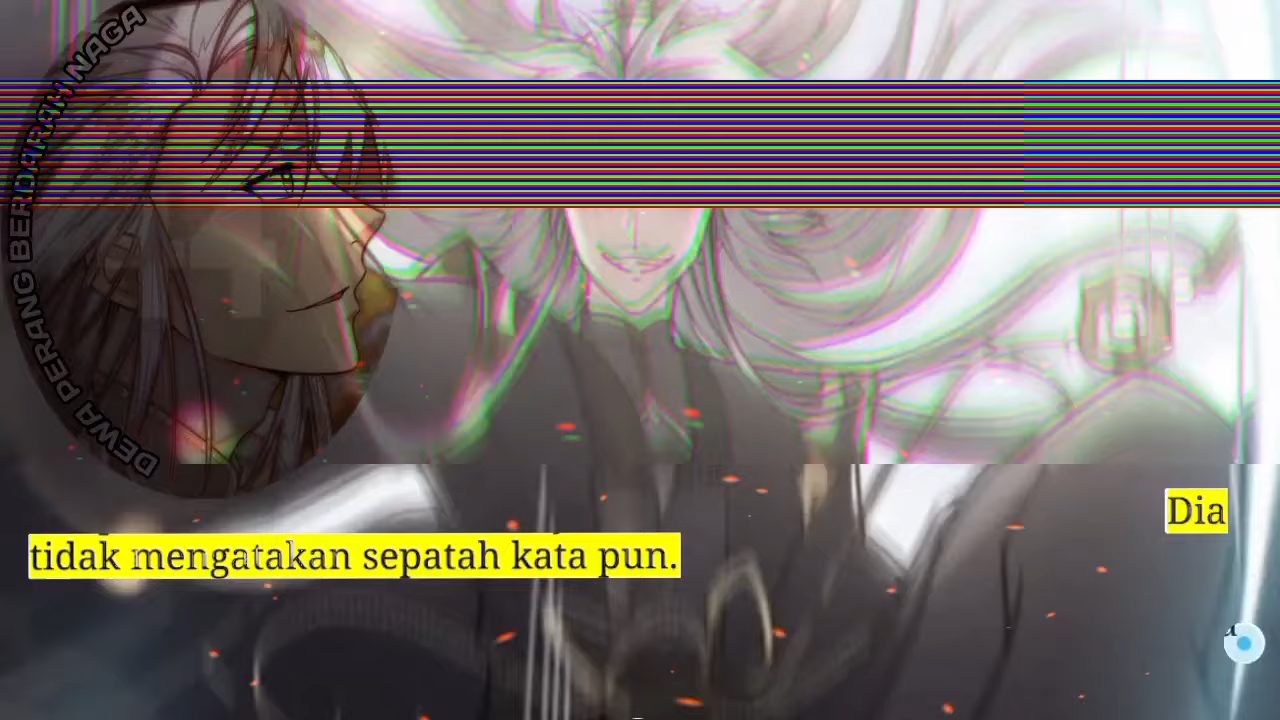 DEWA PERANG BERDARAH NAGA
Dia
tidak mengatakan sepatah kata pun.